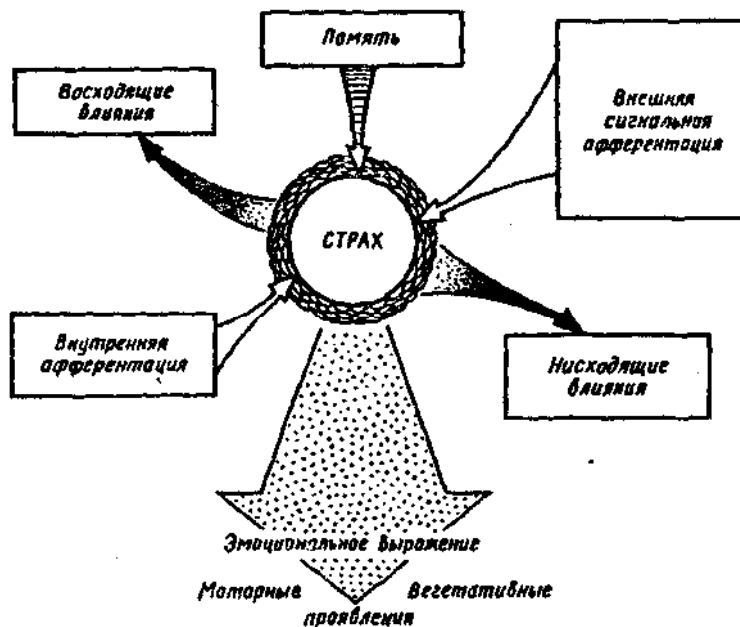 Память
Восходящие
влияния
Внешняя
сигнальная
афферентация
СТРАХ
Внутренняя
афферентация
Нисходящие
влияния
Эмоциональное выражение
Моторные Вегетативные
проявления